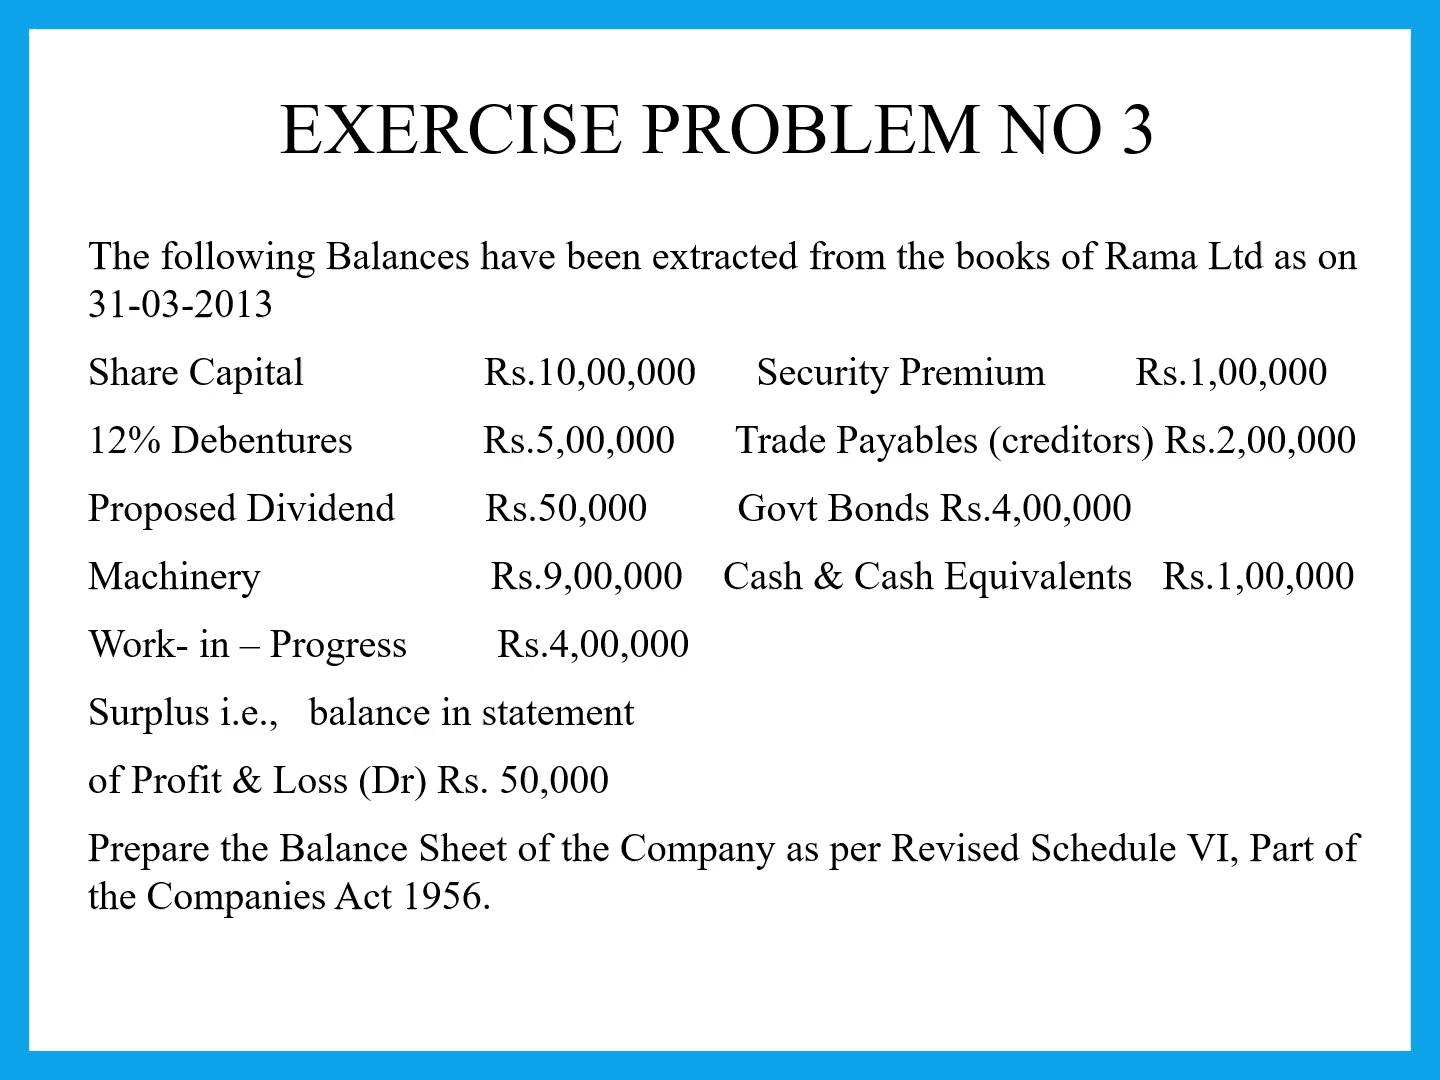 EXERCISE PROBLEM NO 3
The following Balances have been extracted from the books of Rama Ltd as on
31-03-2013
Share Capital Rs.10,00,000 Security Premium Rs.1,00,000
12% Debentures Rs.5,00,000 Trade Payables (creditors) Rs.2,00,000
Proposed Dividend Rs.50,000 Govt Bonds Rs.4,00,000
Machinery Rs.9,00,000 Cash & Cash Equivalents Rs.1,00,000
Work- in – Progress Rs.4,00,000
Surplus i.e., balance in statement
of Profit & Loss (Dr) Rs. 50,000
Prepare the Balance Sheet of the Company as per Revised Schedule VI, Part of
the Companies Act 1956.